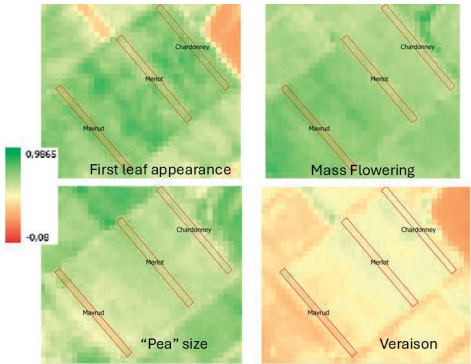 Chardonney
Merlot
Mavrud
First leaf appearance
Chardonney
Merlot
Mavrud
Mass Flowering
0,9865
-0.08
Chardonney
Merlot
Mavrud
“Pea” size
Chardonney
Merlot
Mavrud
Veraison